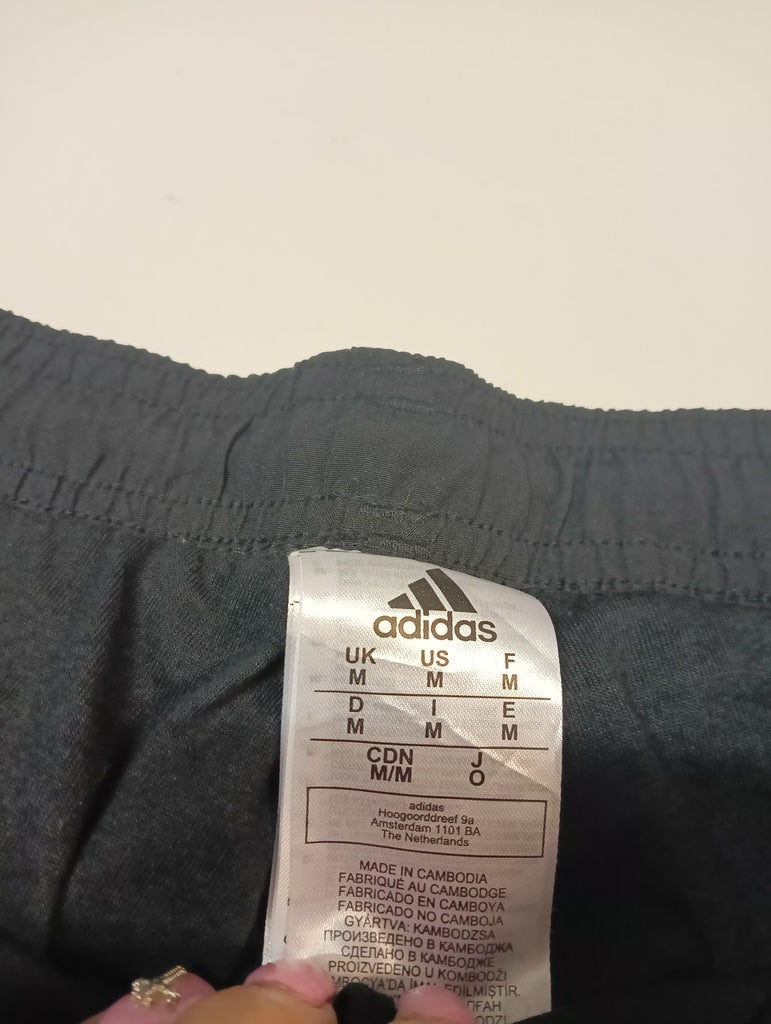 adidas
UK US F
M M M
D I E
M M M
CDN J
M/M O
adidas
Hoogoorddreef 9a
Amsterdam 1101 BA
The Netherlands
MADE IN CAMBODIA
FABRIQUÉ AU CAMBODGE
FABRICADO EN CAMBOYA
FABRICADO NO CAMBOJA
GYÁRTVA: KAMBODZSA
ПРОИЗВЕДЕНО В КАМБОДЖА
СДЕЛАНО В КАМБОДЖЕ
PROIZVEDENO U KOMBODŽI